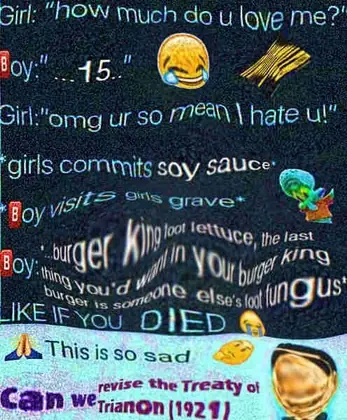 Girl: "how much do u love me?"
Boy:" ...15.."
Girl:"omg ur so mean I hate u!"
*girls commits soy sauce*
*Boy visits girls grave*
Boy: "burger king foot lettuce, the last
thing you'd want in your burger king
burger is someone else's foot fungus"
LIKE IF YOU DIED
This is so sad
Can we revise the Treaty of
Trianon (1921)